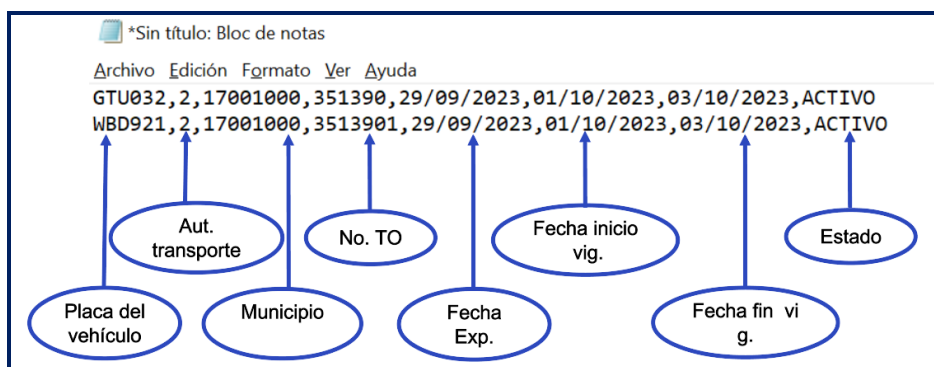 *Sin título: Bloc de notas
Archivo Edición Formato Ver Ayuda
GTU032,2,17001000,351390,29/09/2023,01/10/2023,03/10/2023,ACTIVO
WBD921,2,17001000,3513901,29/09/2023,01/10/2023,03/10/2023,ACTIVO
Aut.
transporte
No. TO
Fecha inicio
vig.
Estado
Placa del
vehículo
Municipio
Fecha
Exp.
Fecha fin vi
g.